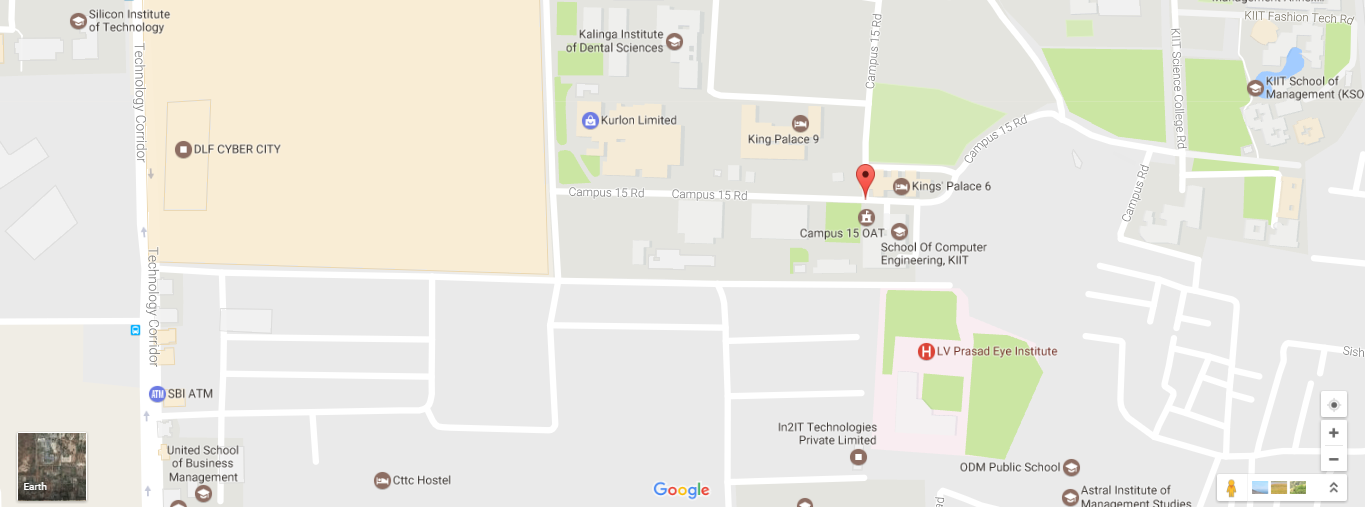 Silicon Institute
of Technology
Technology Corridor
DLF CYBER CITY
Technology Corridor
SBI ATM
ATM
United School
of Business
Management
Earth
Cttc Hostel
Kalinga Institute
of Dental Sciences
Kurlon Limited
King Palace 9
Campus 15 Rd
Campus 15 Rd
Campus 15 Rd
Campus 15 Rd
Kings' Palace 6
Campus 15 OAT
School Of Computer
Engineering, KIIT
H
LV Prasad Eye Institute
In2IT Technologies
Private Limited
ODM Public School
Astral Institute of
Management Studies
Google
KIIT Fashion Tech Rd
KIIT Science College Rd
KIIT School of
Management (KSO
Campus Rd
Sish